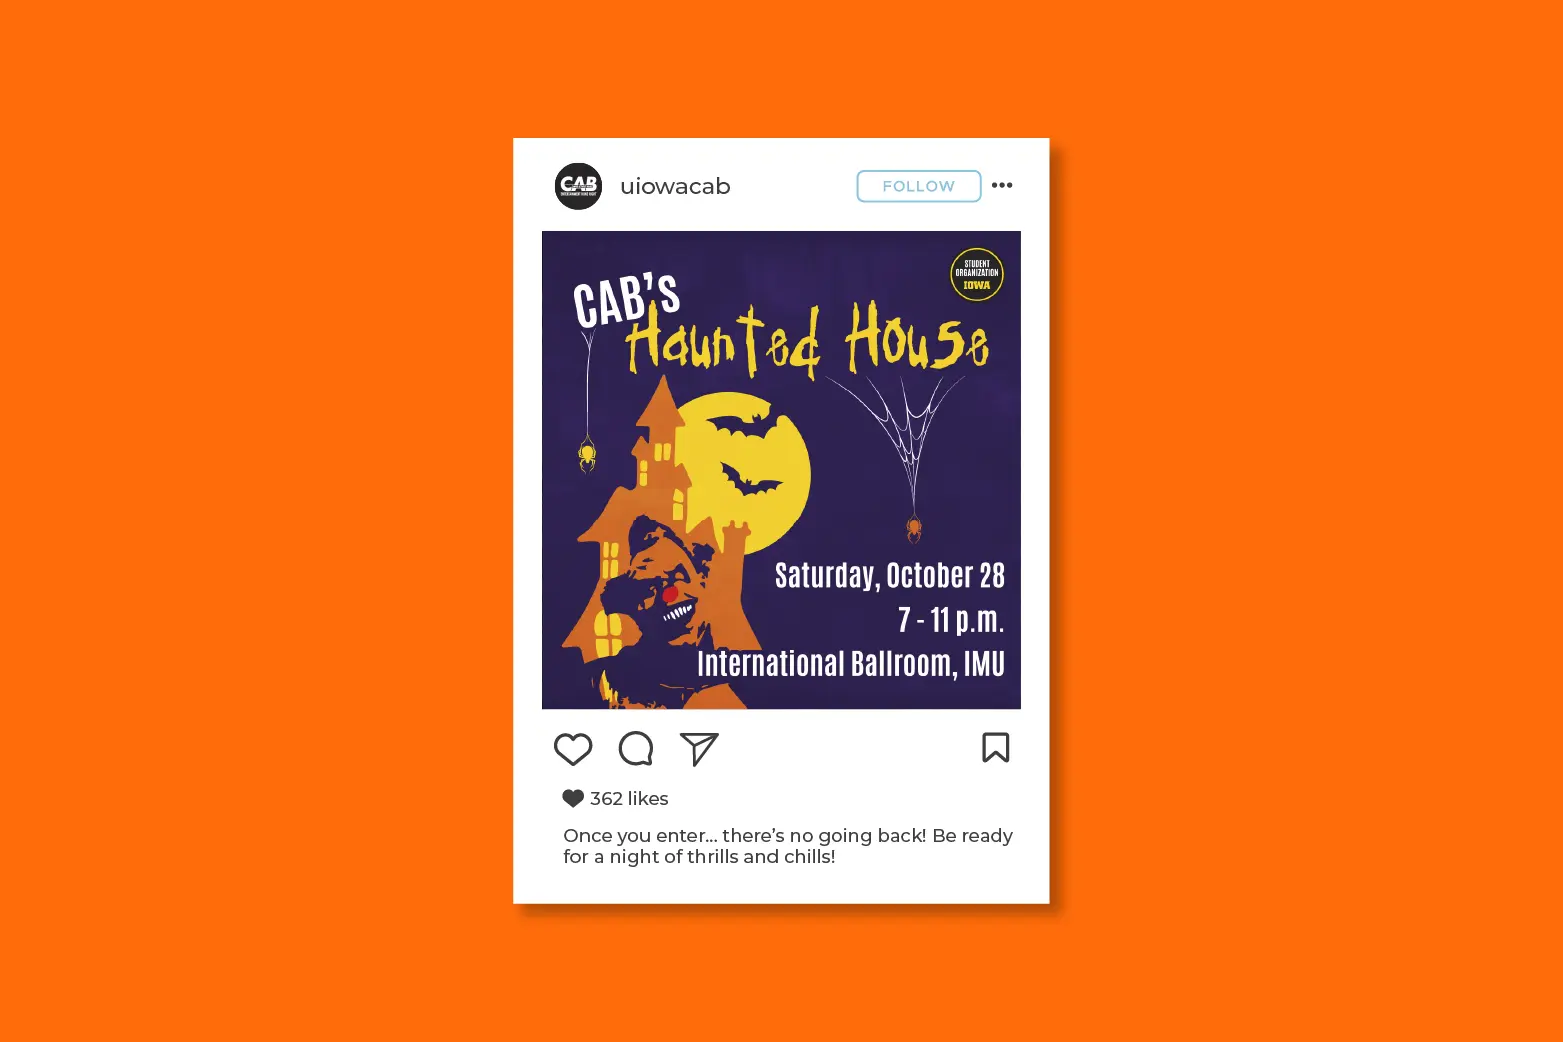 CAB
uiowacab
FOLLOW
STUDENT
ORGANIZATION
IOWA
CAB's
Haunted House
Saturday, October 28
7 - 11 p.m.
International Ballroom, IMU
362 likes
Once you enter... there's no going back! Be ready
for a night of thrills and chills!